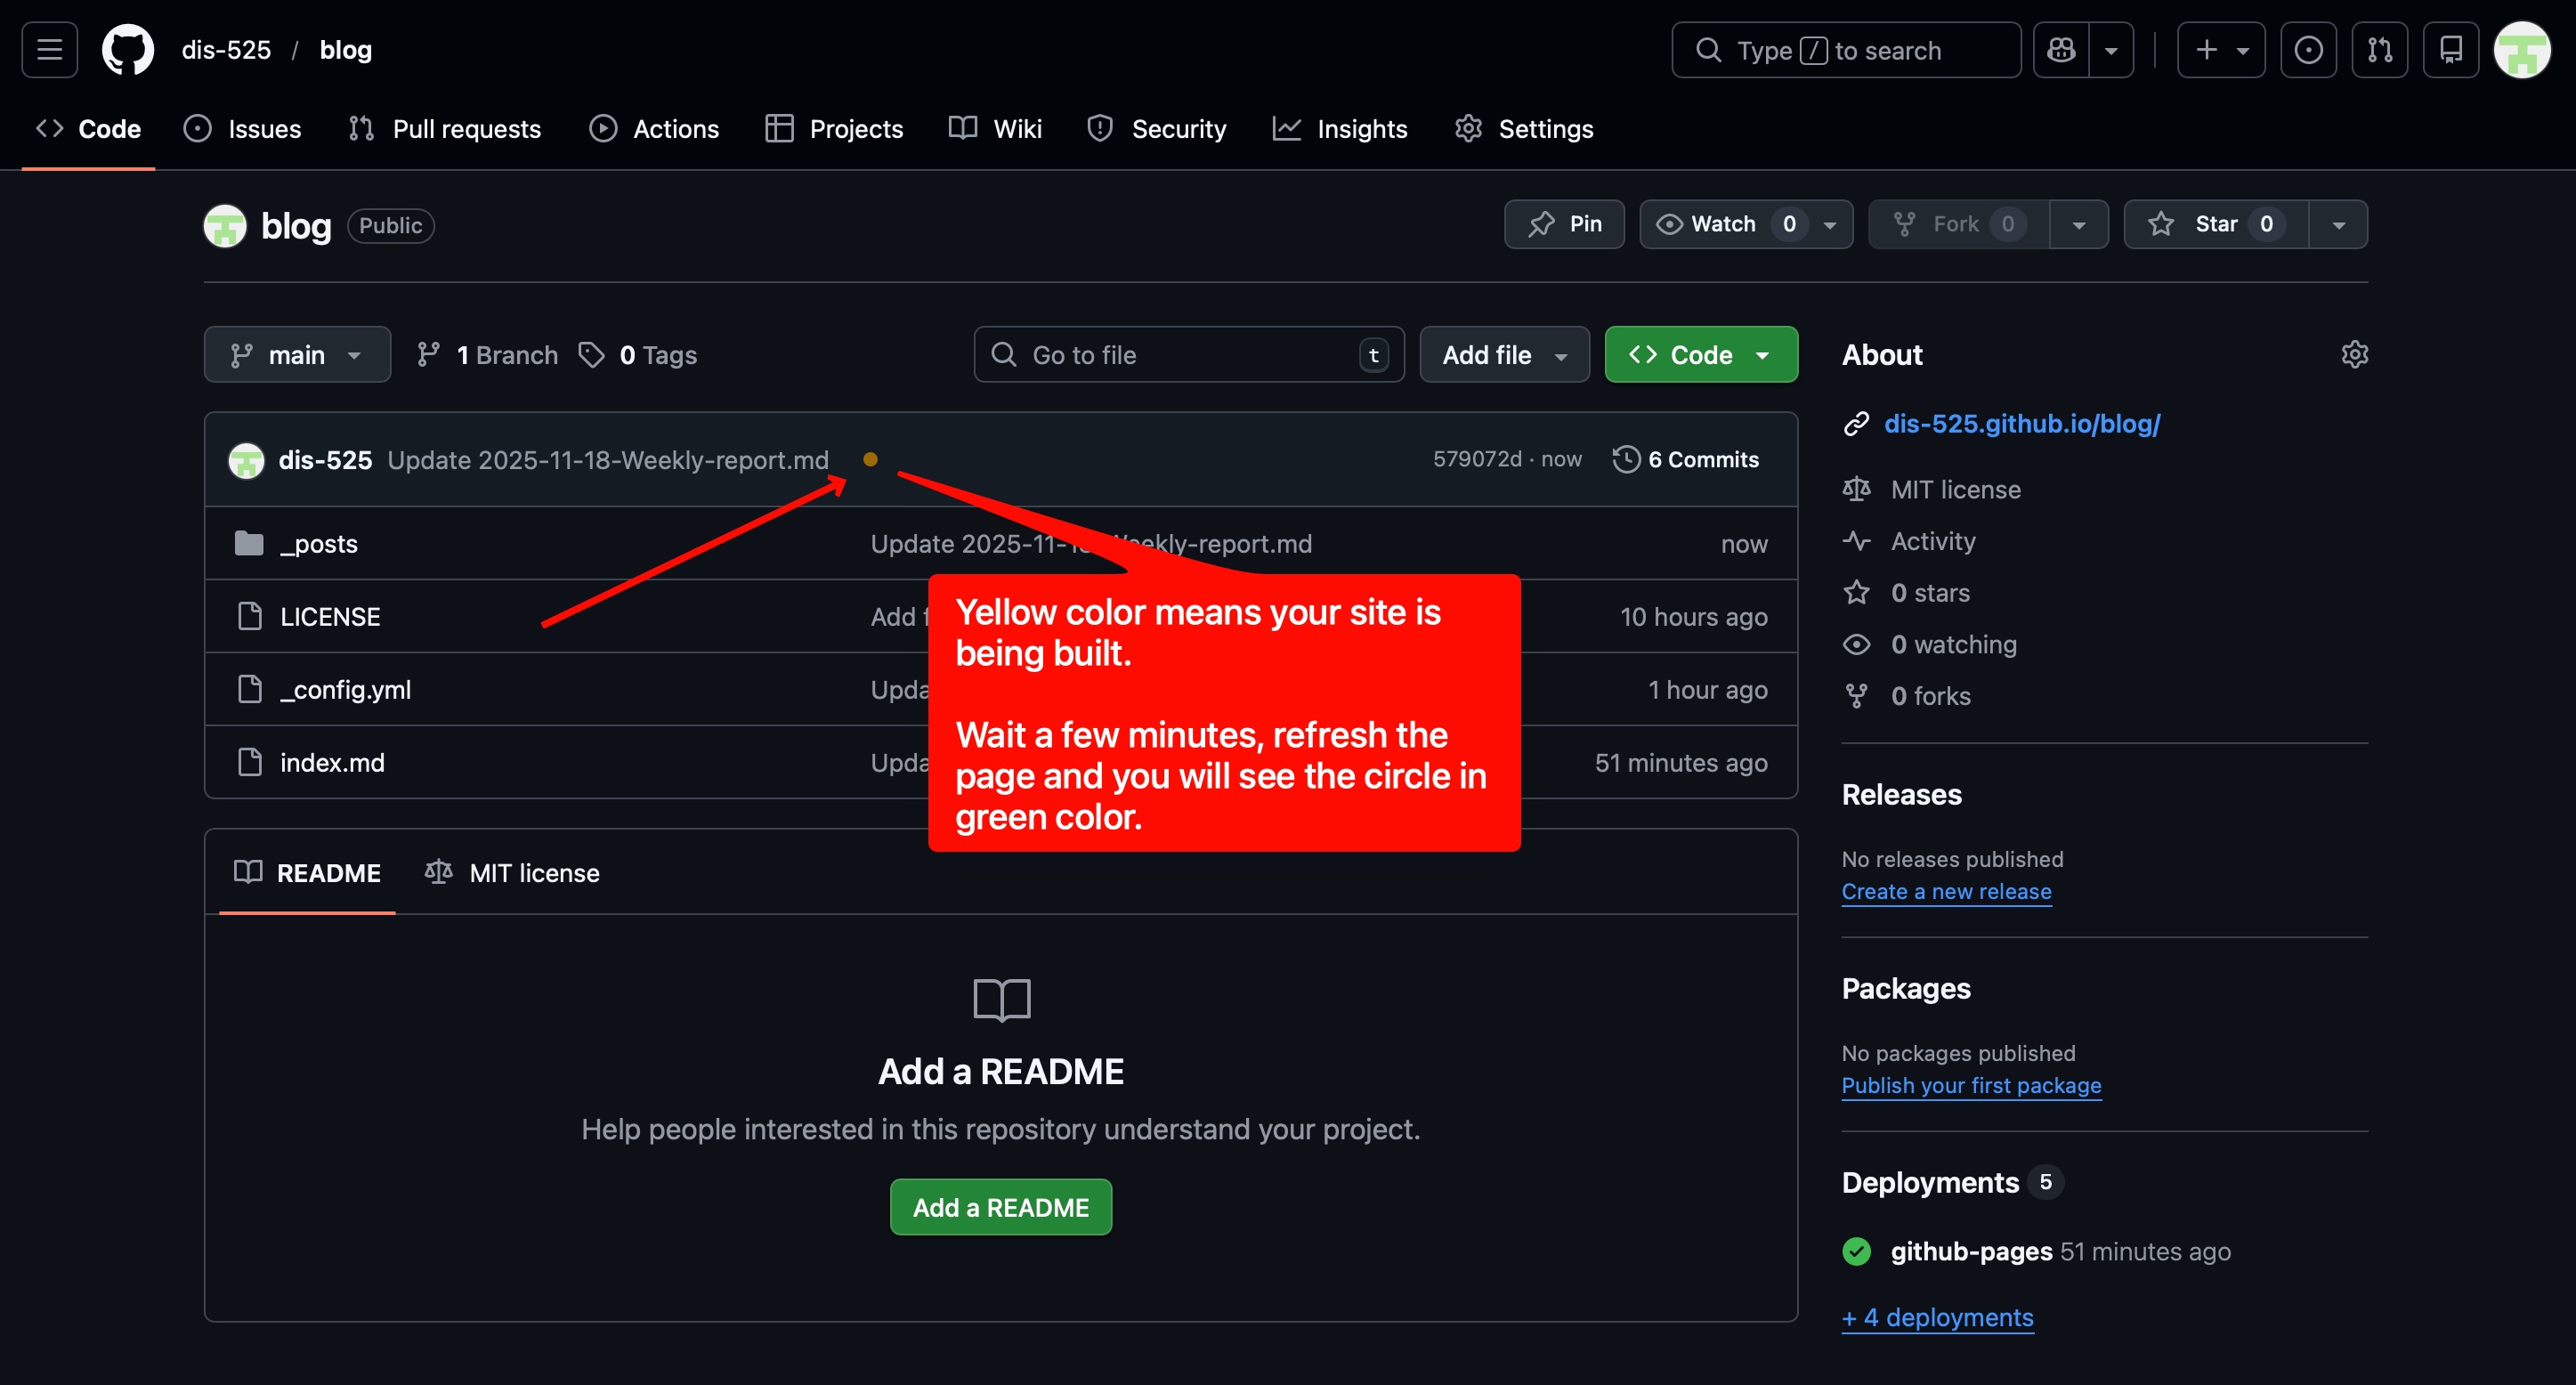 dis-525 / blog
Type / to search
Code
Issues
Pull requests
Actions
Projects
Wiki
Security
Insights
Settings
blog Public
Pin
Watch 0
Fork 0
Star 0
main
1 Branch
0 Tags
Go to file t
Add file
Code
dis-525 Update 2025-11-18-Weekly-report.md
579072d · now
6 Commits
_posts
Update 2025-11- Weekly-report.md
now
LICENSE
Add
10 hours ago
_config.yml
Upda
1 hour ago
index.md
Upda
51 minutes ago
Yellow color means your site is
being built.
Wait a few minutes, refresh the
page and you will see the circle in
green color.
README
MIT license
Add a README
Help people interested in this repository understand your project.
Add a README
About
dis-525.github.io/blog/
MIT license
Activity
0 stars
0 watching
0 forks
Releases
No releases published
Create a new release
Packages
No packages published
Publish your first package
Deployments 5
github-pages 51 minutes ago
+ 4 deployments